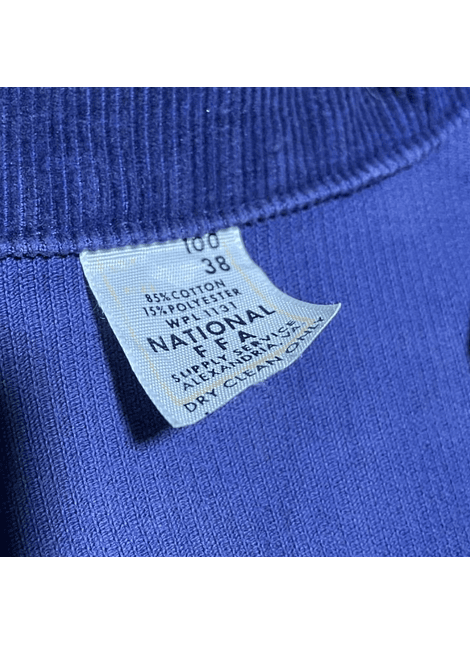 100
38
85% COTTON
15% POLYESTER
WPL 1131
NATIONAL
FFA
SUPPLY SERVICE
ALEXANDRIA, VA.
DRY CLEAN ONLY